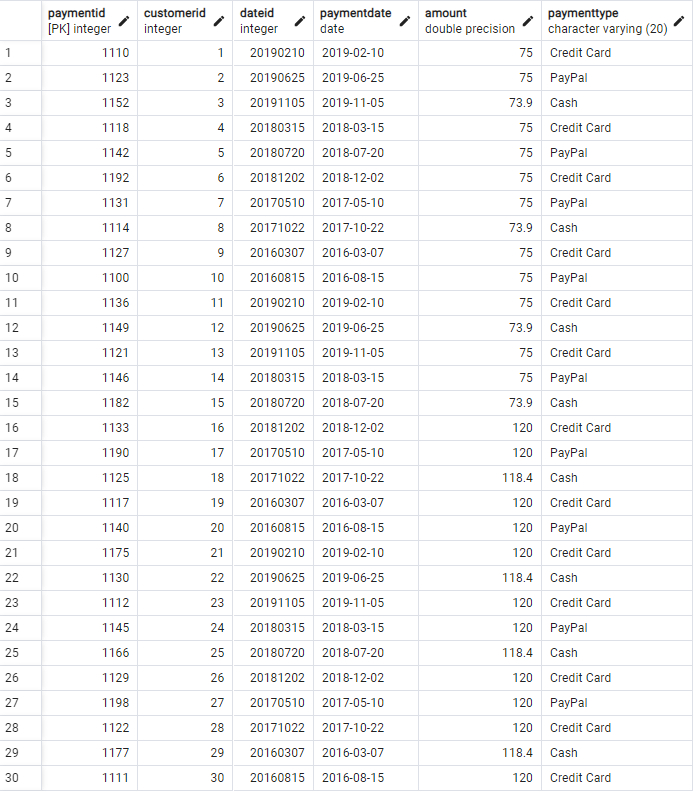 paymentid customerid dateid paymentdate amount paymenttype
[PK] integer integer integer date double precision character varying (20)
1 1110 1 20190210 2019-02-10 75 Credit Card
2 1123 2 20190625 2019-06-25 75 PayPal
3 1152 3 20191105 2019-11-05 73.9 Cash
4 1118 4 20180315 2018-03-15 75 Credit Card
5 1142 5 20180720 2018-07-20 75 PayPal
6 1192 6 20181202 2018-12-02 75 Credit Card
7 1131 7 20170510 2017-05-10 75 PayPal
8 1114 8 20171022 2017-10-22 73.9 Cash
9 1127 9 20160307 2016-03-07 75 Credit Card
10 1100 10 20160815 2016-08-15 75 PayPal
11 1136 11 20190210 2019-02-10 75 Credit Card
12 1149 12 20190625 2019-06-25 73.9 Cash
13 1121 13 20191105 2019-11-05 75 Credit Card
14 1146 14 20180315 2018-03-15 75 PayPal
15 1182 15 20180720 2018-07-20 73.9 Cash
16 1133 16 20181202 2018-12-02 120 Credit Card
17 1190 17 20170510 2017-05-10 120 PayPal
18 1125 18 20171022 2017-10-22 118.4 Cash
19 1117 19 20160307 2016-03-07 120 Credit Card
20 1140 20 20160815 2016-08-15 120 PayPal
21 1175 21 20190210 2019-02-10 120 Credit Card
22 1130 22 20190625 2019-06-25 118.4 Cash
23 1112 23 20191105 2019-11-05 120 Credit Card
24 1145 24 20180315 2018-03-15 120 PayPal
25 1166 25 20180720 2018-07-20 118.4 Cash
26 1129 26 20181202 2018-12-02 120 Credit Card
27 1198 27 20170510 2017-05-10 120 PayPal
28 1122 28 20171022 2017-10-22 120 Credit Card
29 1177 29 20160307 2016-03-07 118.4 Cash
30 1111 30 20160815 2016-08-15 120 Credit Card